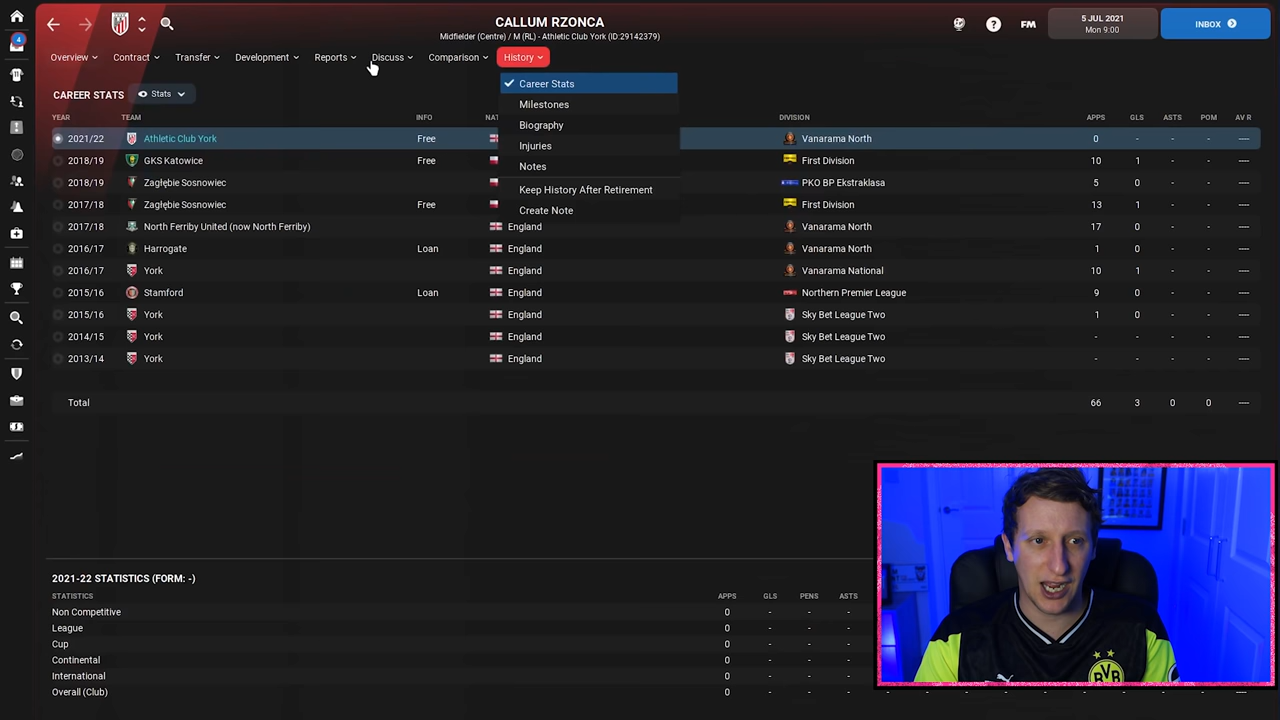 CALLUM RZONCA
Midfielder (Centre) / M (RL) - Athletic Club York (ID:29142379)
4
?
FM
5 JUL 2021
Mon 9:00
INBOX
Overview
Contract
Transfer
Development
Reports
Discuss
Comparison
History
CAREER STATS
Stats
Career Stats
Milestones
Biography
Injuries
Notes
Keep History After Retirement
Create Note
YEAR TEAM INFO NAT DIVISION APPS GLS ASTS POM AV R
2021/22 Athletic Club York Free Vanarama North 0 - - - ----
2018/19 GKS Katowice Free First Division 10 1 - - ----
2018/19 Zagłębie Sosnowiec PKO BP Ekstraklasa 5 0 - - ----
2017/18 Zagłębie Sosnowiec Free First Division 13 1 - - ----
2017/18 North Ferriby United (now North Ferriby) England Vanarama North 17 0 - - ----
2016/17 Harrogate Loan England Vanarama North 1 0 - - ----
2016/17 York England Vanarama National 10 1 - - ----
2015/16 Stamford Loan England Northern Premier League 9 0 - - ----
2015/16 York England Sky Bet League Two 1 0 - - ----
2014/15 York England Sky Bet League Two - - - - ----
2013/14 York England Sky Bet League Two - - - - ----
Total 66 3 0 0 ----
2021-22 STATISTICS (FORM: -)
STATISTICS APPS GLS PENS ASTS
Non Competitive 0 - - -
League 0 - - -
Cup 0 - - -
Continental 0 - - -
International 0 - - -
Overall (Club) 0 - - -
BVB
09